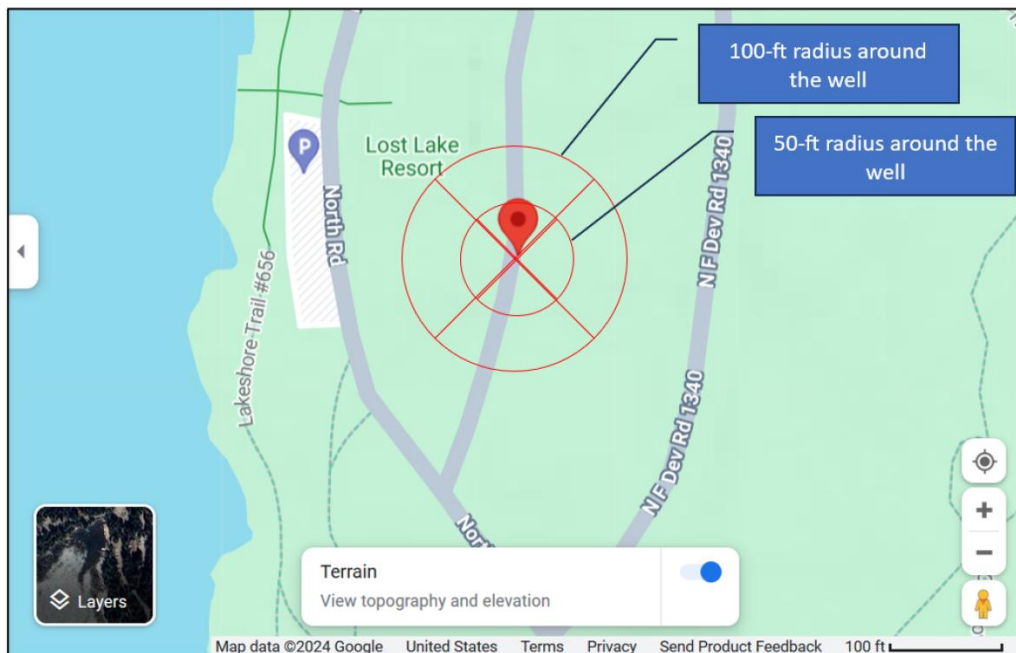 100-ft radius around
the well
50-ft radius around the
well
P
Lost Lake
Resort
North Rd
N F Dev Rd 1340
Lakeshore Trail #656
N F Dev Rd 1340
Terrain
View topography and elevation
Layers
Map data ©2024 Google United States Terms Privacy Send Product Feedback 100 ft